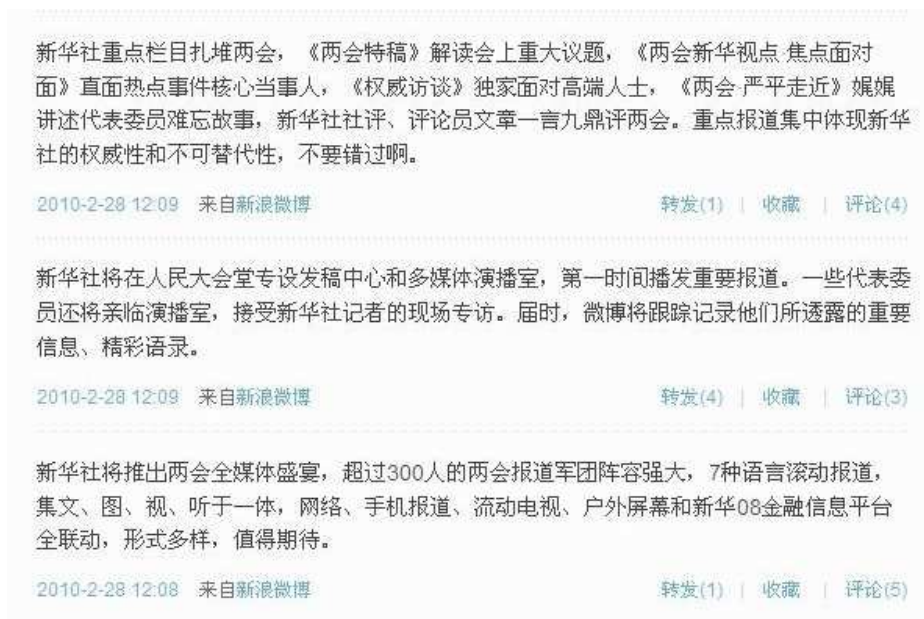 新华社重点栏目扎堆两会，《两会特稿》解读会上重大议题，《两会新华视点·焦点面对
面》直面热点事件核心当事人，《权威访谈》独家面对高端人士，《两会·严平走近》娓娓
讲述代表委员难忘故事，新华社社评、评论员文章一言九鼎评两会。重点报道集中体现新华
社的权威性和不可替代性，不要错过啊。
2010-2-28 12:09 来自新浪微博 转发(1) | 收藏 | 评论(4)
新华社将在人民大会堂专设发稿中心和多媒体演播室，第一时间播发重要报道。一些代表委
员还将亲临演播室，接受新华社记者的现场专访。届时，微博将跟踪记录他们所透露的重要
信息、精彩语录。
2010-2-28 12:09 来自新浪微博 转发(4) | 收藏 | 评论(3)
新华社将推出两会全媒体盛宴，超过300人的两会报道军团阵容强大，7种语言滚动报道，
集文、图、视、听于一体，网络、手机报道、流动电视、户外屏幕和新华08金融信息平台
全联动，形式多样，值得期待。
2010-2-28 12:08 来自新浪微博 转发(1) | 收藏 | 评论(5)